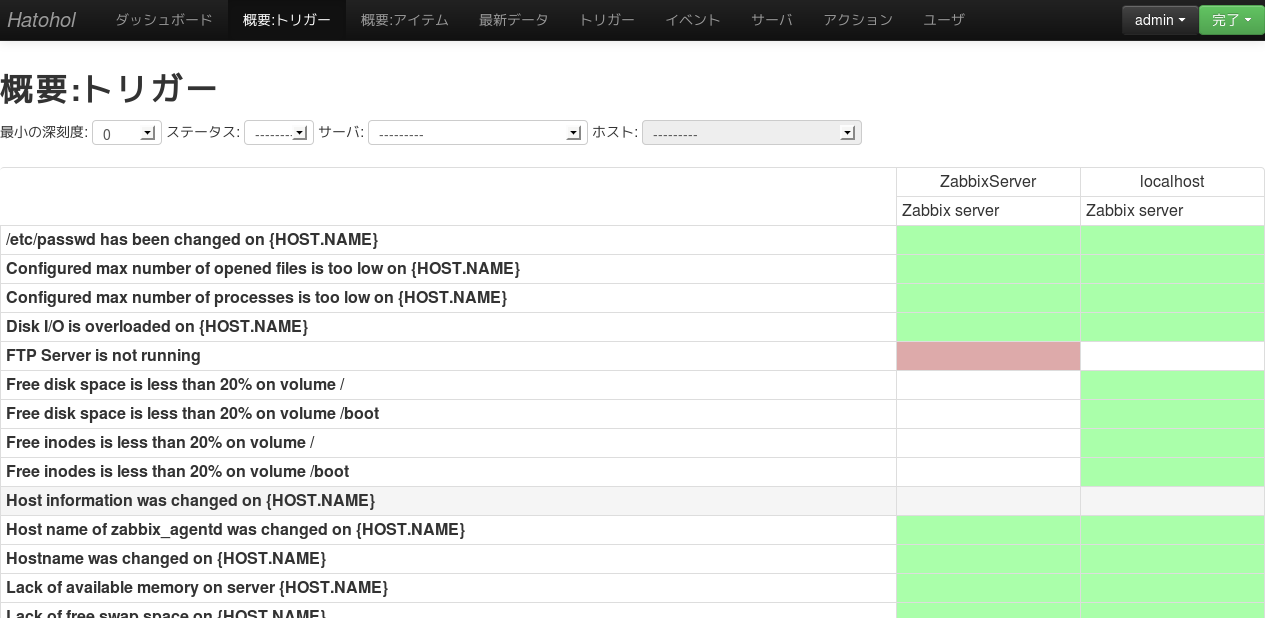 Hatohol ダッシュボード 概要:トリガー 概要:アイテム 最新データ トリガー イベント サーバ アクション ユーザ admin 完了
概要:トリガー
最小の深刻度: 0 ステータス: -------- サーバ: --------- ホスト: ---------
ZabbixServer localhost
Zabbix server Zabbix server
/etc/passwd has been changed on {HOST.NAME}
Configured max number of opened files is too low on {HOST.NAME}
Configured max number of processes is too low on {HOST.NAME}
Disk I/O is overloaded on {HOST.NAME}
FTP Server is not running
Free disk space is less than 20% on volume /
Free disk space is less than 20% on volume /boot
Free inodes is less than 20% on volume /
Free inodes is less than 20% on volume /boot
Host information was changed on {HOST.NAME}
Host name of zabbix_agentd was changed on {HOST.NAME}
Hostname was changed on {HOST.NAME}
Lack of available memory on server {HOST.NAME}
Lack of free swap space on {HOST.NAME}